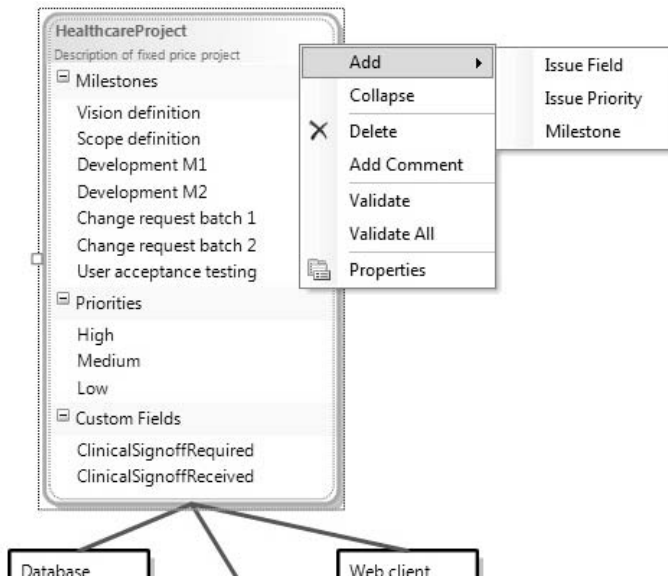 HealthcareProject
Description of fixed price project
Milestones
Vision definition
Scope definition
Development M1
Development M2
Change request batch 1
Change request batch 2
User acceptance testing
Priorities
High
Medium
Low
Custom Fields
ClinicalSignoffRequired
ClinicalSignoffReceived
Add
Collapse
Delete
Add Comment
Validate
Validate All
Properties
Issue Field
Issue Priority
Milestone
Database
Web client